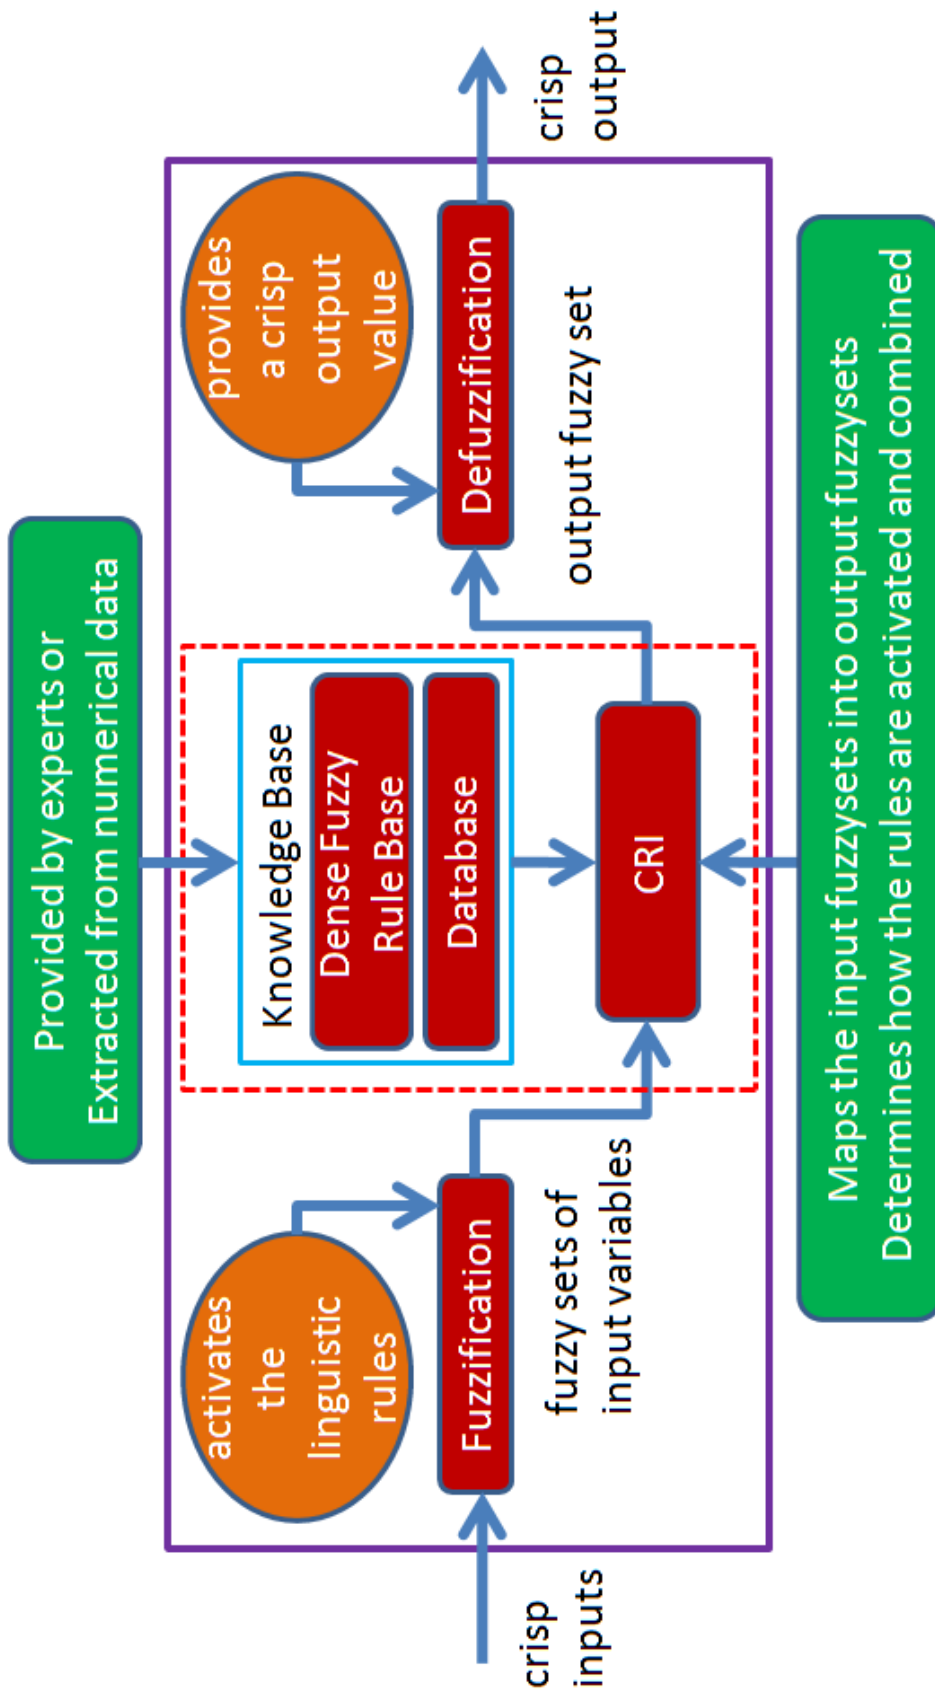 Provided by experts or
Extracted from numerical data
activates
the
linguistic
rules
Knowledge Base
Dense Fuzzy
Rule Base
Database
provides
a crisp
output
value
crisp
inputs
Fuzzification
fuzzy sets of
input variables
CRI
output fuzzy set
Defuzzification
crisp
output
Maps the input fuzzysets into output fuzzysets
Determines how the rules are activated and combined